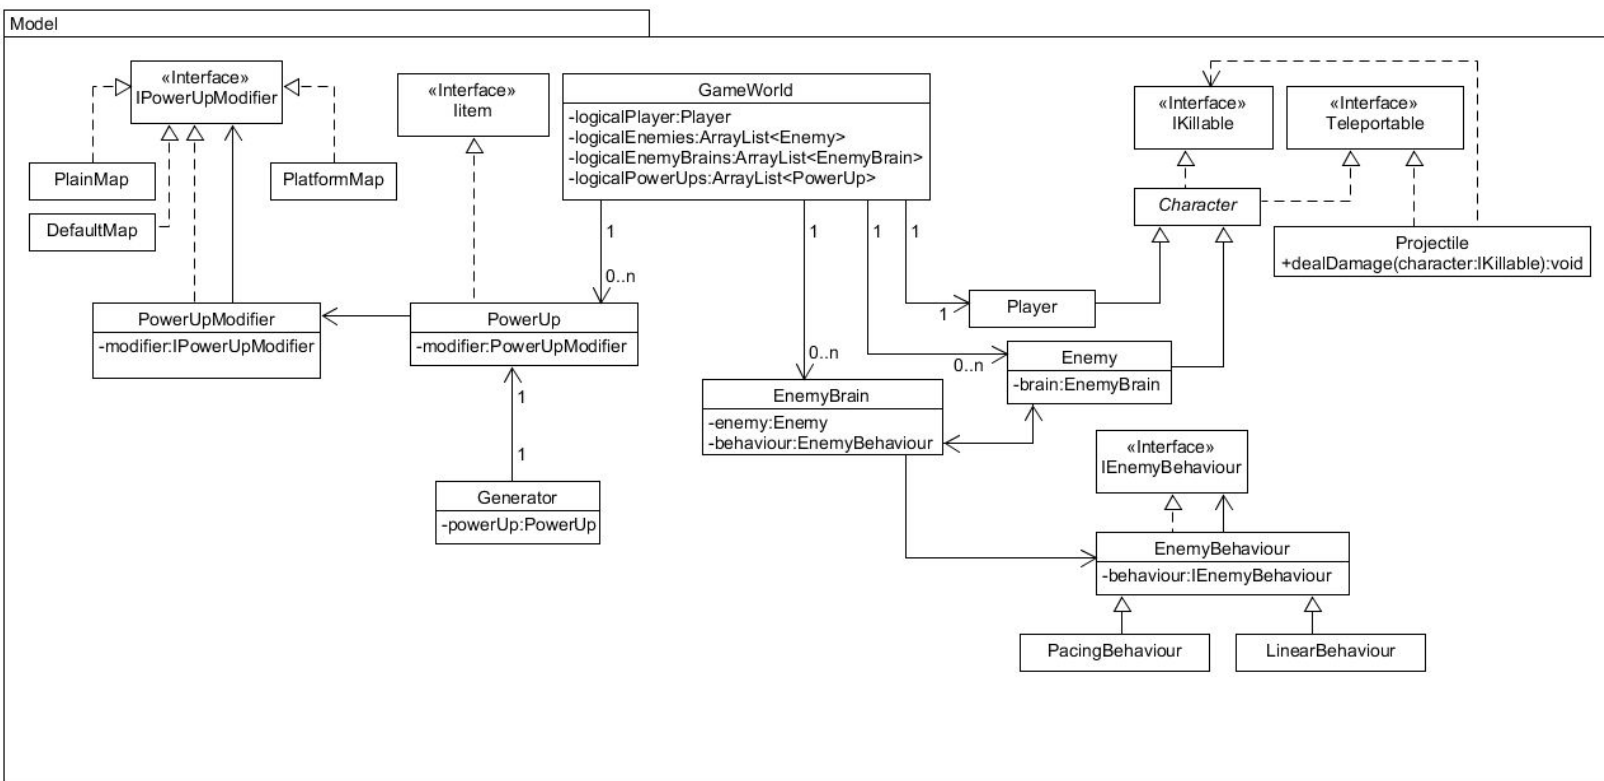 Model
«Interface»
IPowerUpModifier
PlainMap
DefaultMap
PlatformMap
«Interface»
Iitem
GameWorld
-logicalPlayer:Player
-logicalEnemies:ArrayList<Enemy>
-logicalEnemyBrains:ArrayList<EnemyBrain>
-logicalPowerUps:ArrayList<PowerUp>
«Interface»
IKillable
«Interface»
Teleportable
Character
Projectile
+dealDamage(character:IKillable):void
1
1
1
1
0..n
0..n
0..n
1
Player
PowerUpModifier
-modifier:IPowerUpModifier
PowerUp
-modifier:PowerUpModifier
Enemy
-brain:EnemyBrain
EnemyBrain
-enemy:Enemy
-behaviour:EnemyBehaviour
1
1
Generator
-powerUp:PowerUp
«Interface»
IEnemyBehaviour
EnemyBehaviour
-behaviour:IEnemyBehaviour
PacingBehaviour
LinearBehaviour